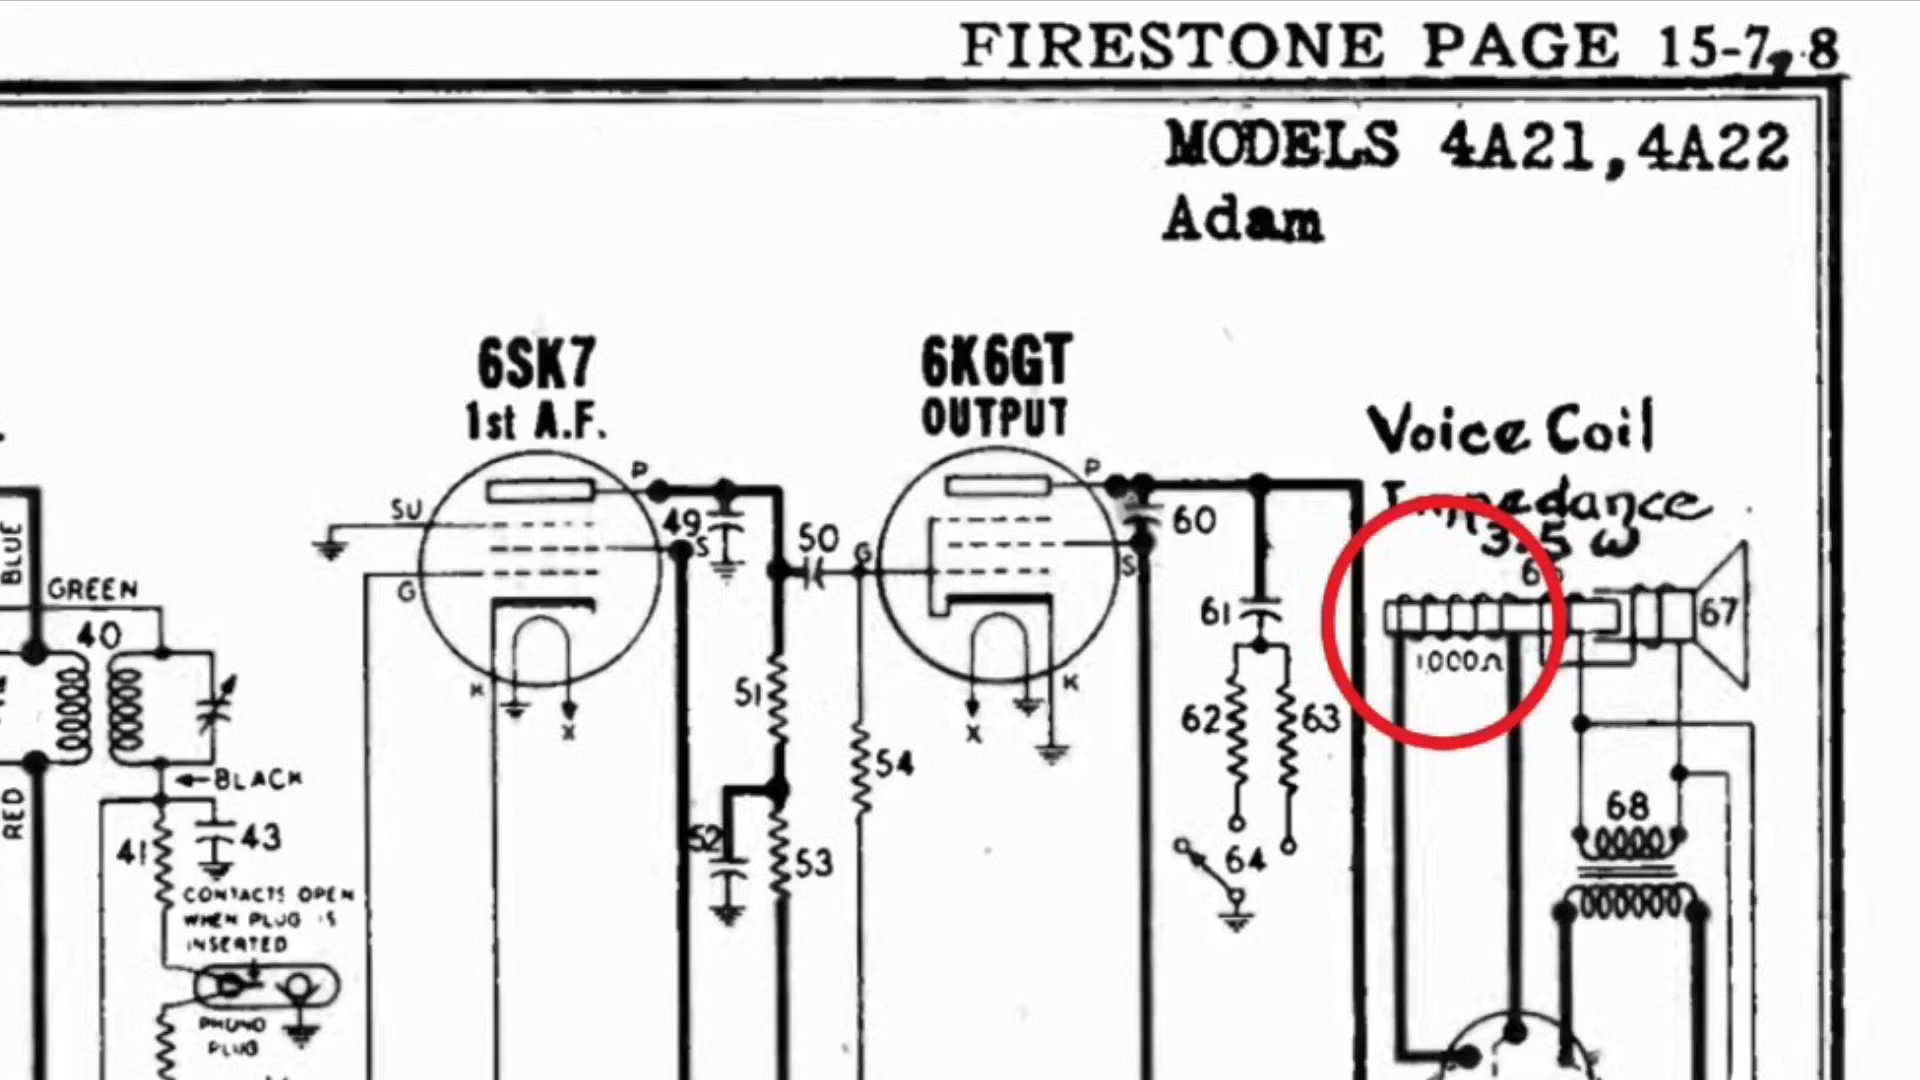 FIRESTONE PAGE 15-7, 8
MODELS 4A21, 4A22
Adam
6SK7
1st A.F.
6K6GT
OUTPUT
Voice Coil
Impedance
3.5 ω
P
SU
49
S
G
50
G
P
60
S
K
X
K
X
61
67
1000Ω
BLUE
GREEN
40
51
62
63
54
BLACK
RED
68
41
43
52
53
64
CONTACTS OPEN
WHEN PLUG IS
INSERTED
PHONO
PLUG